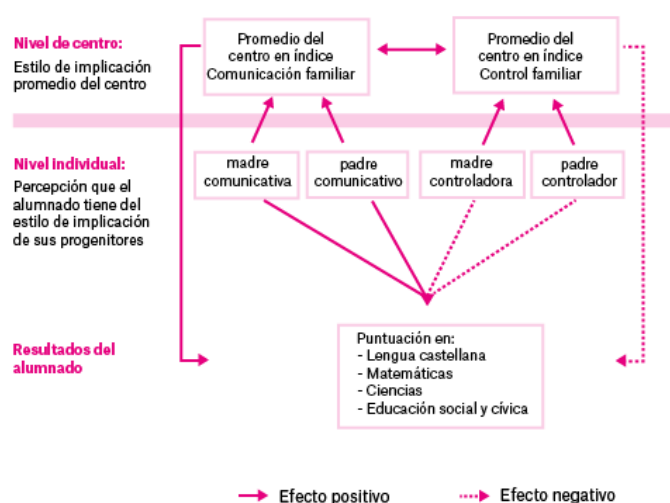 Nivel de centro:
Estilo de implicación
promedio del centro
Promedio del
centro en índice
Comunicación familiar
Promedio del
centro en índice
Control familiar
Nivel individual:
Percepción que el
alumnado tiene del
estilo de implicación
de sus progenitores
madre
comunicativa
padre
comunicativo
madre
controladora
padre
controlador
Resultados del
alumnado
Puntuación en:
- Lengua castellana
- Matemáticas
- Ciencias
- Educación social y cívica
Efecto positivo
Efecto negativo